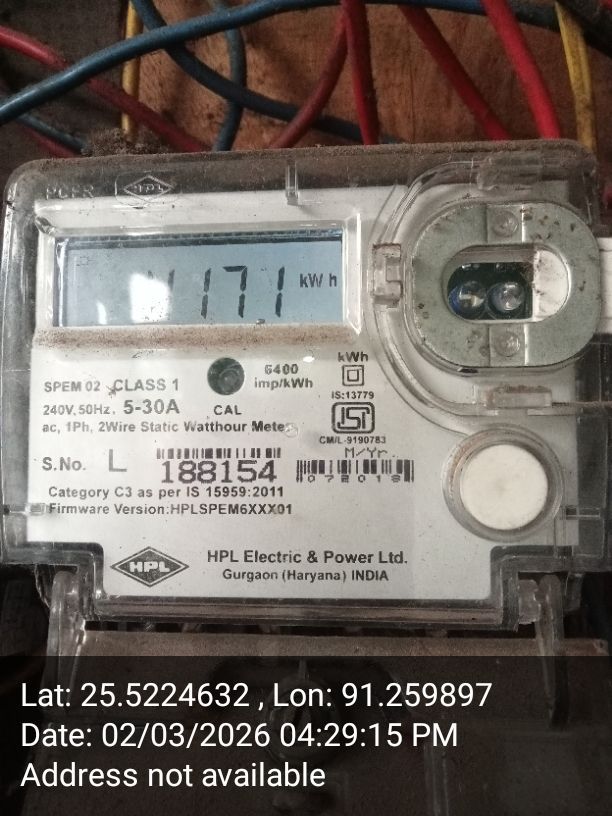 HPL
4171 kWh
6400
imp/kWh
kWh
IS:13779
SPEM 02 CLASS 1
240V, 50Hz, 5-30A CAL
ac, 1Ph, 2Wire Static Watthour Meter
CM/L-9190783
M/Yr.
S.No. L 188154
072018
Category C3 as per IS 15959:2011
Firmware Version:HPLSPEM6XXX01
HPL
HPL Electric & Power Ltd.
Gurgaon (Haryana) INDIA
Lat: 25.5224632 , Lon: 91.259897
Date: 02/03/2026 04:29:15 PM
Address not available